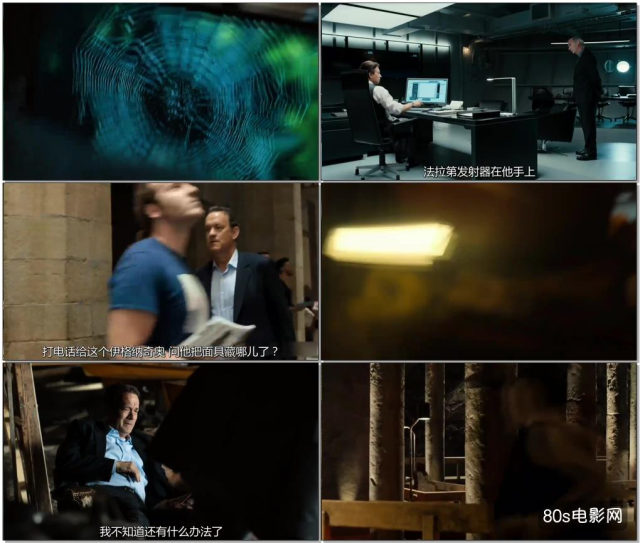 法拉第发射器在他手上
打电话给这个伊格纳奇奥 问他把面具藏哪儿了？
我不知道还有什么办法了
80s电影网